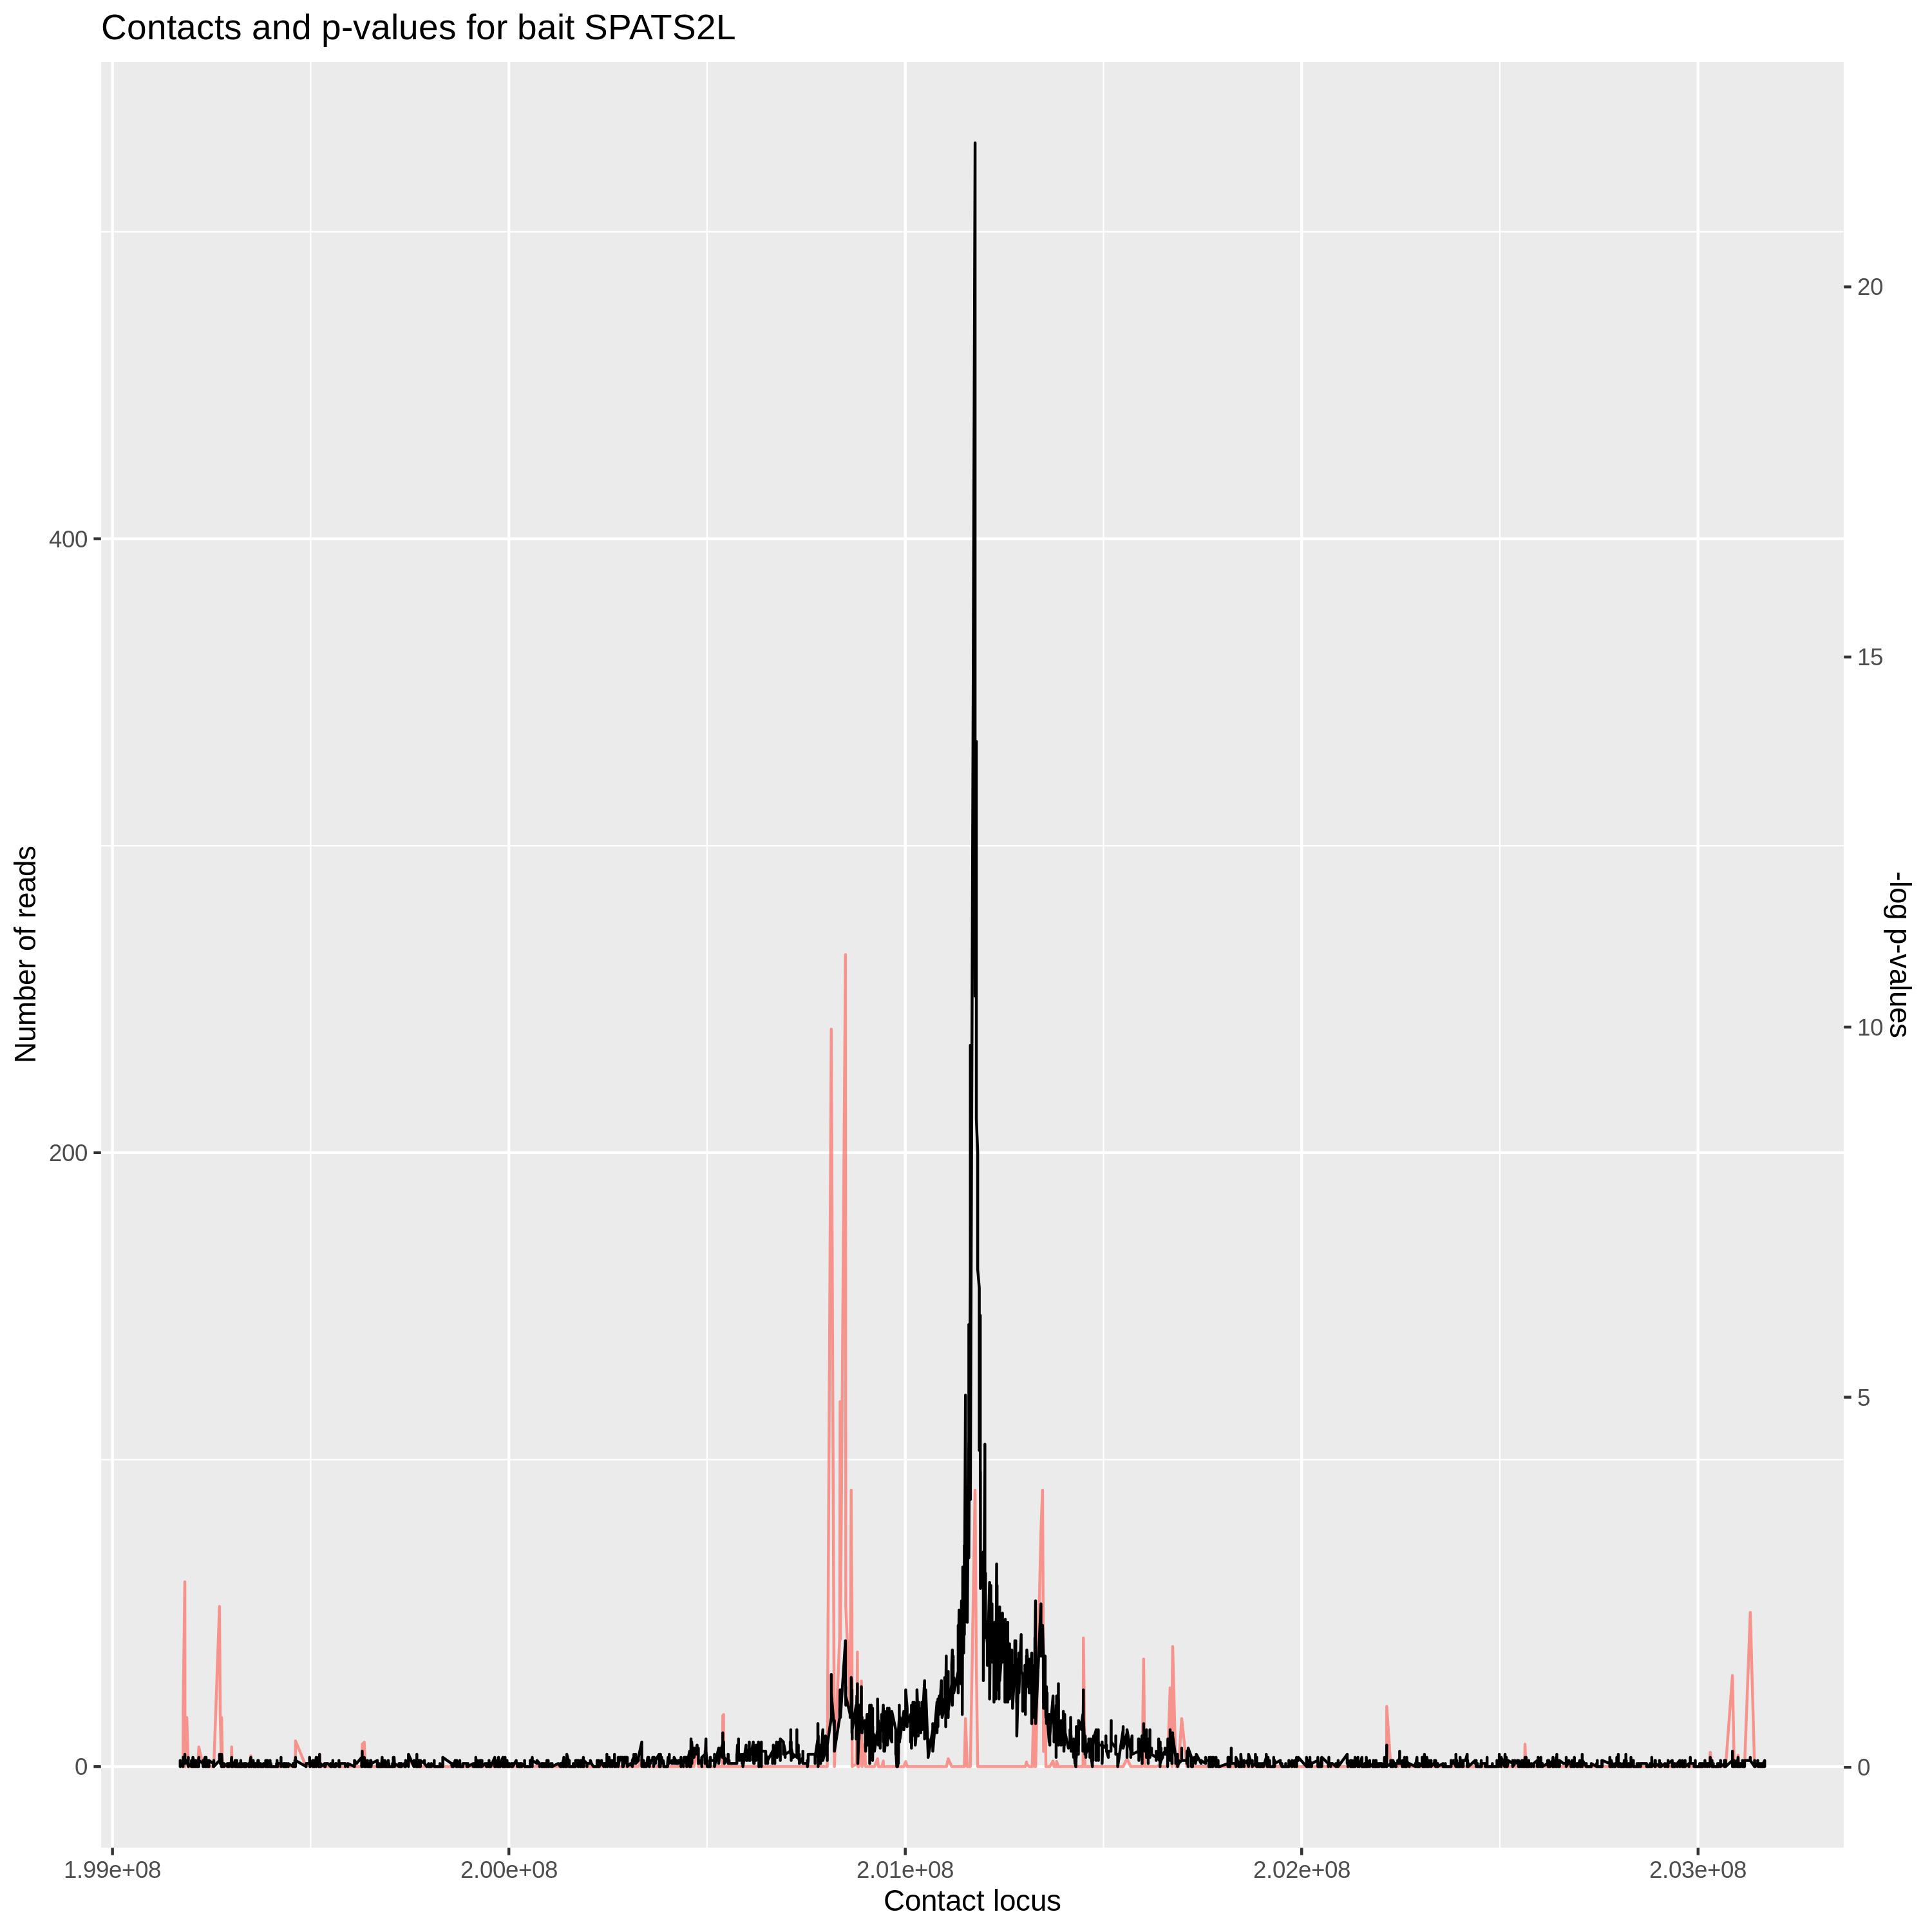 Contacts and p-values for bait SPATS2L
Number of reads
400
200
0
20
15
10
5
0
-log p-values
1.99e+08
2.00e+08
2.01e+08
2.02e+08
2.03e+08
Contact locus